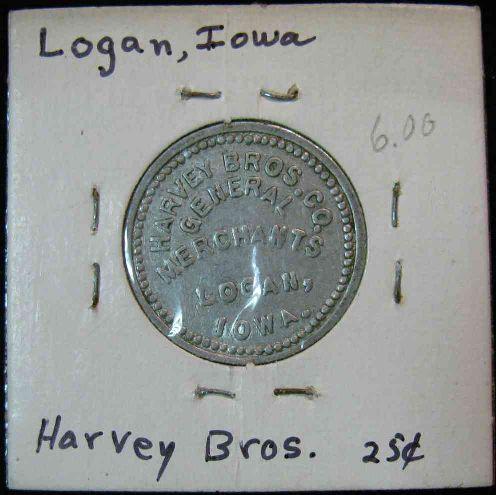 Logan, Iowa
6.00
HARVEY BROS. CO.
GENERAL
MERCHANTS
LOGAN,
IOWA.
Harvey Bros. 25¢